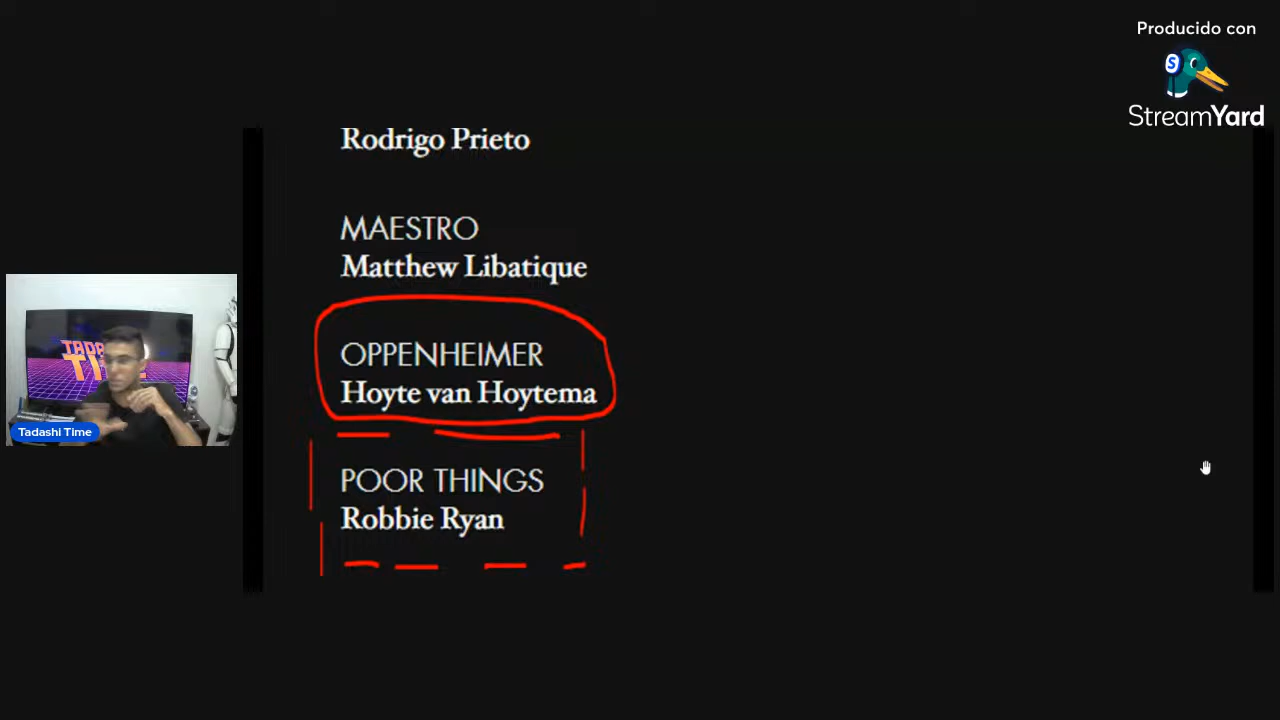 Producido con
StreamYard
Rodrigo Prieto
MAESTRO
Matthew Libatique
OPPENHEIMER
Hoyte van Hoytema
POOR THINGS
Robbie Ryan
Tadashi Time